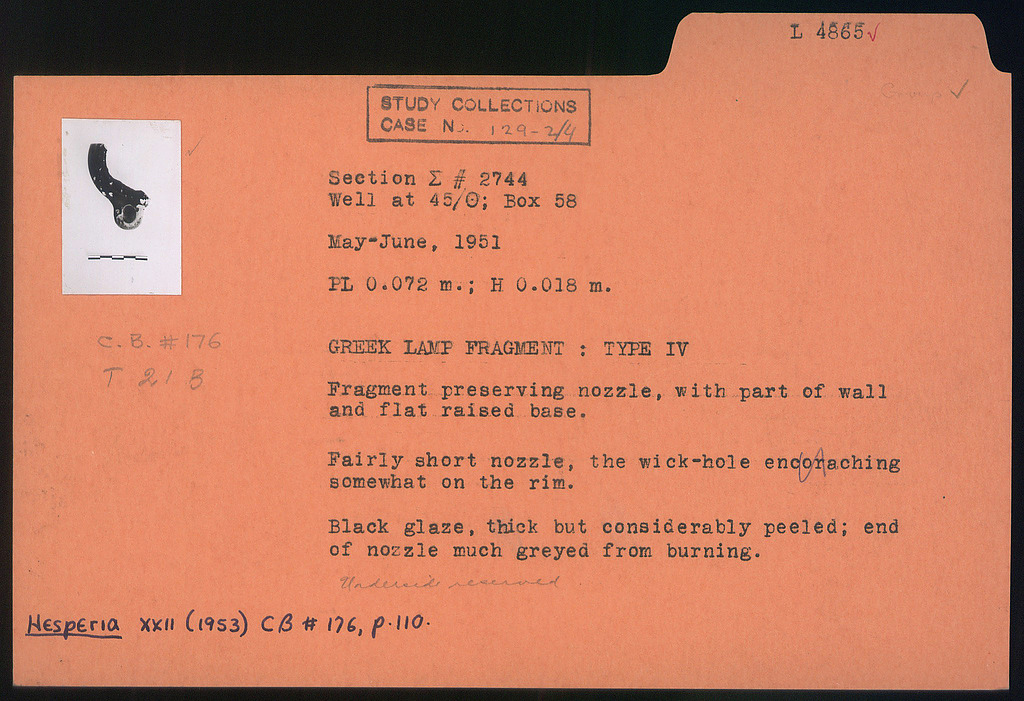 L 4865✓
✓
STUDY COLLECTIONS
CASE No. 129-2/4
Section Σ # 2744
Well at 45/Θ; Box 58
May-June, 1951
PL 0.072 m.; H 0.018 m.
C.B. #176
T 21 B
GREEK LAMP FRAGMENT : TYPE IV
Fragment preserving nozzle, with part of wall
and flat raised base.
Fairly short nozzle, the wick-hole encoraching
somewhat on the rim.
Black glaze, thick but considerably peeled; end
of nozzle much greyed from burning.
Underside reserved.
Hesperia XXII (1953) CB # 176, p.110.